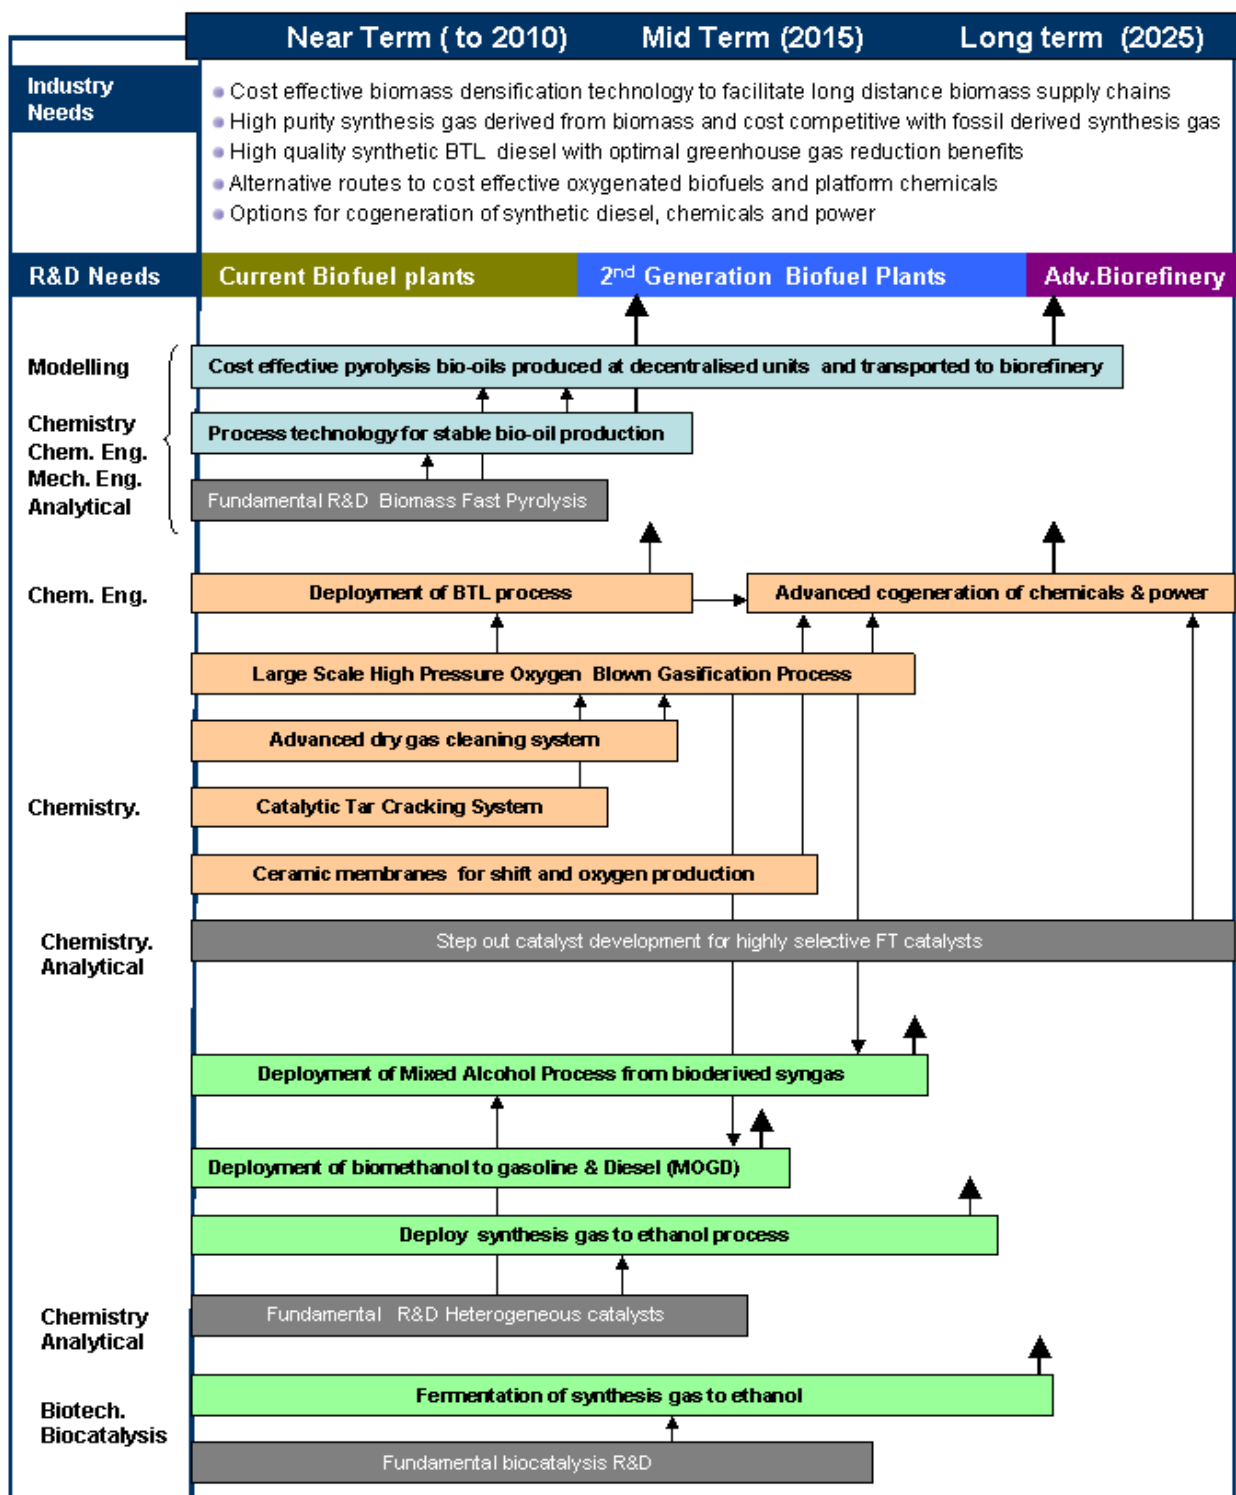 Near Term ( to 2010) Mid Term (2015) Long term (2025)
Industry Needs
Cost effective biomass densification technology to facilitate long distance biomass supply chains
High purity synthesis gas derived from biomass and cost competitive with fossil derived synthesis gas
High quality synthetic BTL diesel with optimal greenhouse gas reduction benefits
Alternative routes to cost effective oxygenated biofuels and platform chemicals
Options for cogeneration of synthetic diesel, chemicals and power
R&D Needs Current Biofuel plants 2nd Generation Biofuel Plants Adv.Biorefinery
Modelling
Cost effective pyrolysis bio-oils produced at decentralised units and transported to biorefinery
Chemistry
Chem. Eng.
Mech. Eng.
Analytical
Process technology for stable bio-oil production
Fundamental R&D Biomass Fast Pyrolysis
Chem. Eng.
Deployment of BTL process
Advanced cogeneration of chemicals & power
Large Scale High Pressure Oxygen Blown Gasification Process
Advanced dry gas cleaning system
Chemistry.
Catalytic Tar Cracking System
Ceramic membranes for shift and oxygen production
Chemistry.
Analytical
Step out catalyst development for highly selective FT catalysts
Deployment of Mixed Alcohol Process from bioderived syngas
Deployment of biomethanol to gasoline & Diesel (MOGD)
Deploy synthesis gas to ethanol process
Chemistry
Analytical
Fundamental R&D Heterogeneous catalysts
Fermentation of synthesis gas to ethanol
Biotech.
Biocatalysis
Fundamental biocatalysis R&D